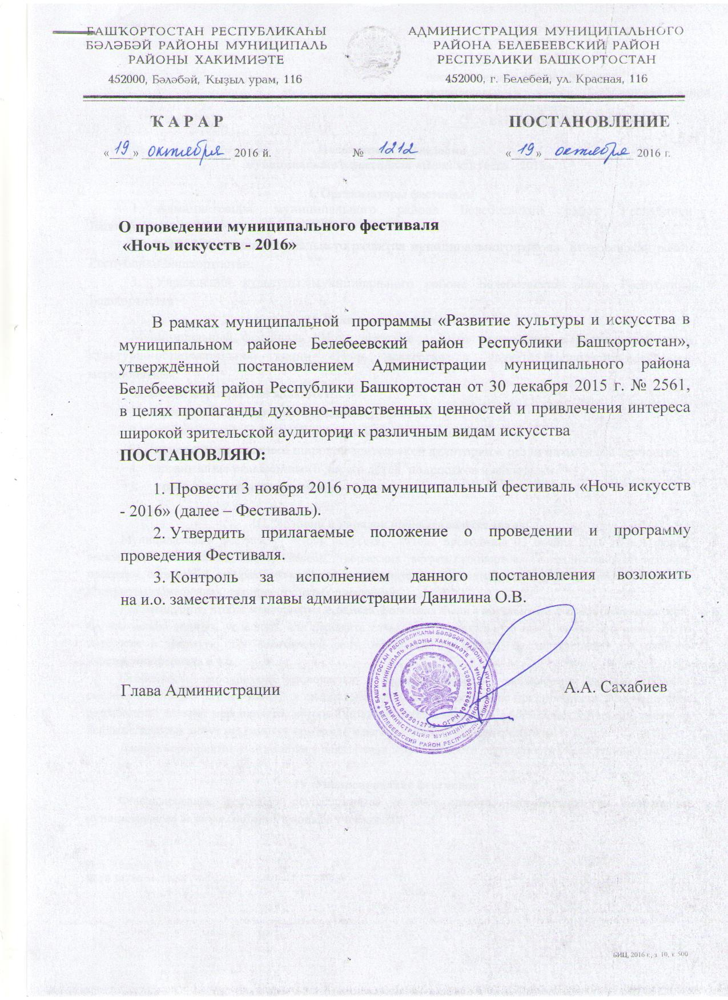 БАШҠОРТОСТАН РЕСПУБЛИКАҺЫ
БӘЛӘБӘЙ РАЙОНЫ МУНИЦИПАЛЬ
РАЙОНЫ ХАКИМИӘТЕ
452000, Бәләбәй, Ҡыҙыл урам, 116
АДМИНИСТРАЦИЯ МУНИЦИПАЛЬНОГО
РАЙОНА БЕЛЕБЕЕВСКИЙ РАЙОН
РЕСПУБЛИКИ БАШКОРТОСТАН
452000, г. Белебей, ул. Красная, 116
ҠАРАР
ПОСТАНОВЛЕНИЕ
«19» октября 2016 й.
№ 1212
«19» октября 2016 г.
О проведении муниципального фестиваля
«Ночь искусств - 2016»
В рамках муниципальной программы «Развитие культуры и искусства в
муниципальном районе Белебеевский район Республики Башкортостан»,
утверждённой постановлением Администрации муниципального района
Белебеевский район Республики Башкортостан от 30 декабря 2015 г. № 2561,
в целях пропаганды духовно-нравственных ценностей и привлечения интереса
широкой зрительской аудитории к различным видам искусства
ПОСТАНОВЛЯЮ:
1. Провести 3 ноября 2016 года муниципальный фестиваль «Ночь искусств
- 2016» (далее – Фестиваль).
2. Утвердить прилагаемые положение о проведении и программу
проведения Фестиваля.
3. Контроль за исполнением данного постановления возложить
на и.о. заместителя главы администрации Данилина О.В.
БАШКОРТОСТАН РЕСПУБЛИКАҺЫ БӘЛӘБӘЙ РАЙОНЫ
МУНИЦИПАЛЬ РАЙОНЫ ХАКИМИӘТЕ
АДМИНИСТРАЦИЯ МУНИЦИПАЛЬНОГО РАЙОНА
БЕЛЕБЕЕВСКИЙ РАЙОН РЕСПУБЛИКИ БАШКОРТОСТАН
Глава Администрации
А.А. Сахабиев
БИЦ, 2016 г., з. 10, т. 500